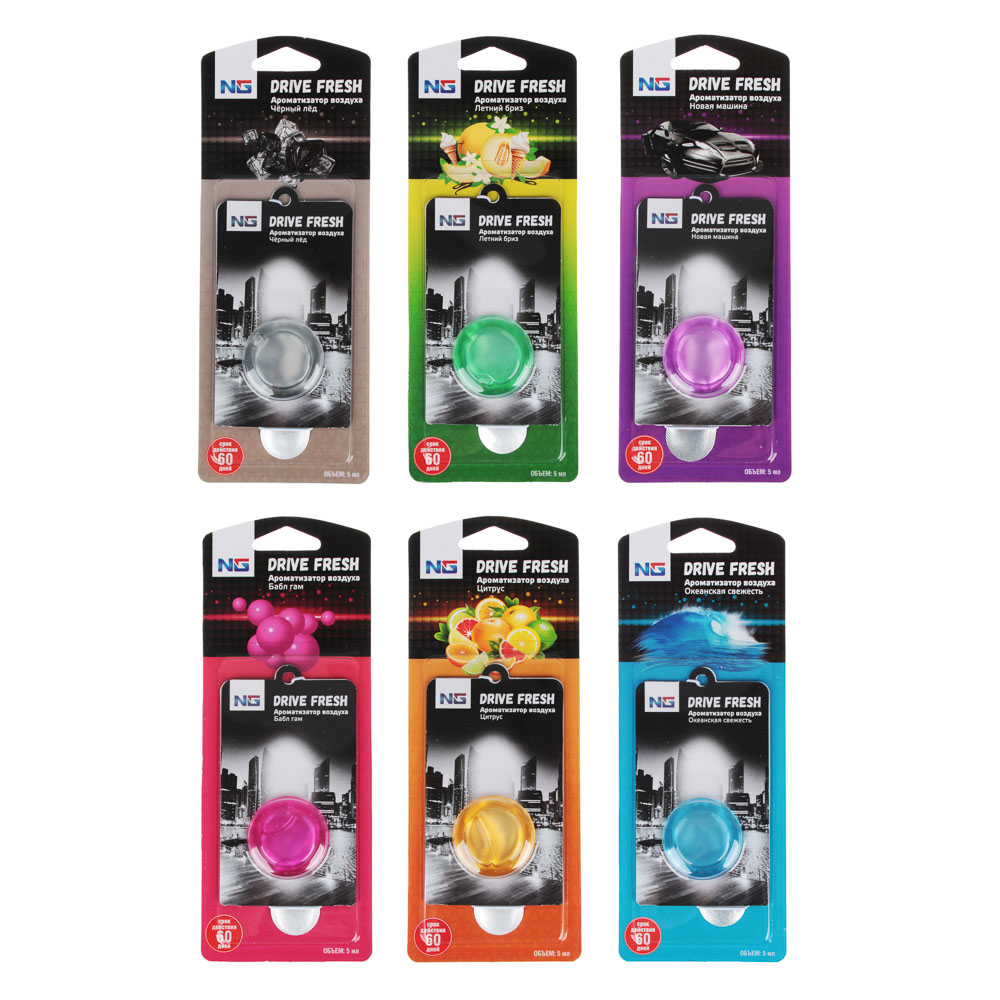 NG DRIVE FRESH
Ароматизатор воздуха
Чёрный лёд
NG DRIVE FRESH
Ароматизатор воздуха
Чёрный лёд
срок
действия
60
дней
ОБЪЕМ: 5 мл
NG DRIVE FRESH
Ароматизатор воздуха
Летний бриз
NG DRIVE FRESH
Ароматизатор воздуха
Летний бриз
срок
действия
60
дней
ОБЪЕМ: 5 мл
NG DRIVE FRESH
Ароматизатор воздуха
Новая машина
NG DRIVE FRESH
Ароматизатор воздуха
Новая машина
срок
действия
60
дней
ОБЪЕМ: 5 мл
NG DRIVE FRESH
Ароматизатор воздуха
Бабл гам
NG DRIVE FRESH
Ароматизатор воздуха
Бабл гам
срок
действия
60
дней
ОБЪЕМ: 5 мл
NG DRIVE FRESH
Ароматизатор воздуха
Цитрус
NG DRIVE FRESH
Ароматизатор воздуха
Цитрус
срок
действия
60
дней
ОБЪЕМ: 5 мл
NG DRIVE FRESH
Ароматизатор воздуха
Океанская свежесть
NG DRIVE FRESH
Ароматизатор воздуха
Океанская свежесть
срок
действия
60
дней
ОБЪЕМ: 5 мл